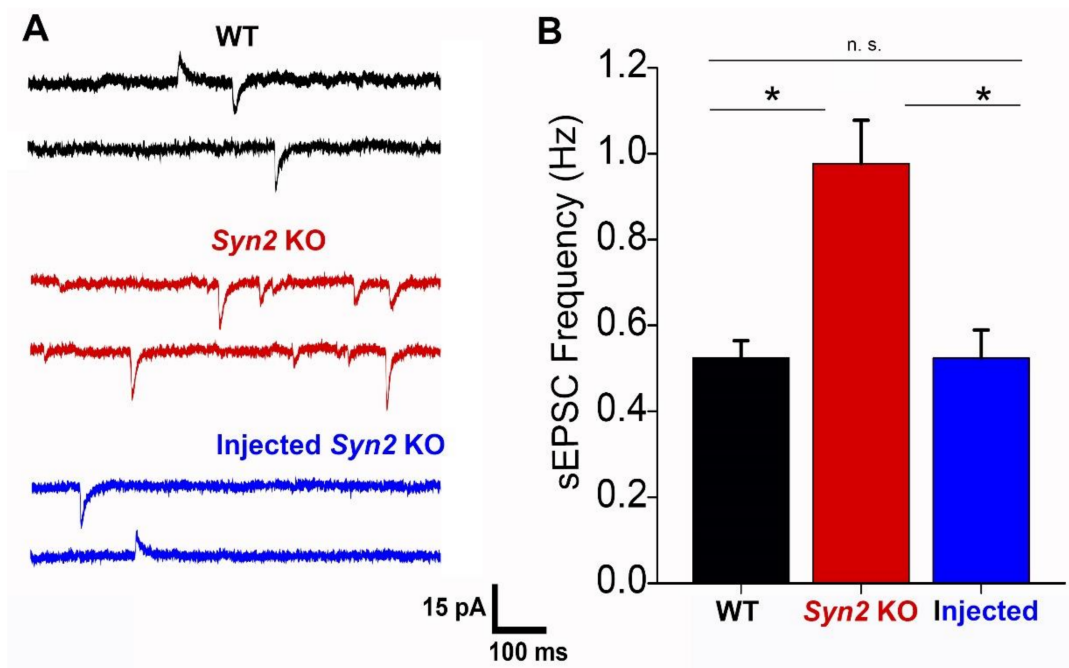 A
WT
Syn2 KO
Injected Syn2 KO
15 pA
100 ms
B
n. s.
*
*
sEPSC Frequency (Hz)
1.2
1.0
0.8
0.6
0.4
0.2
0.0
WT
Syn2 KO
Injected